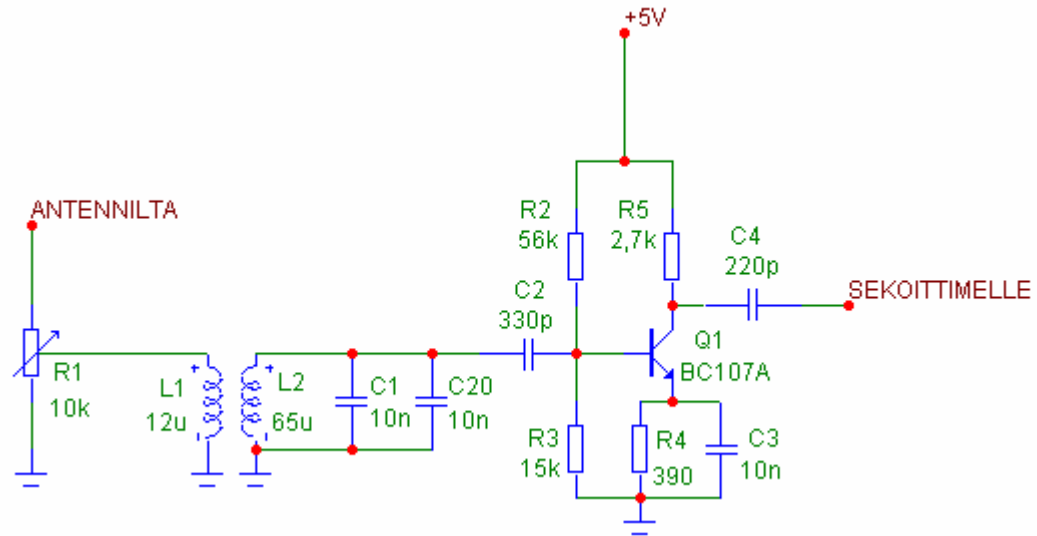 +5V
ANTENNILTA
R2
56k
R5
2,7k
C4
220p
SEKOITTIMELLE
C2
330p
Q1
BC107A
R1
10k
L1
12u
L2
65u
C1
10n
C20
10n
R3
15k
R4
390
C3
10n